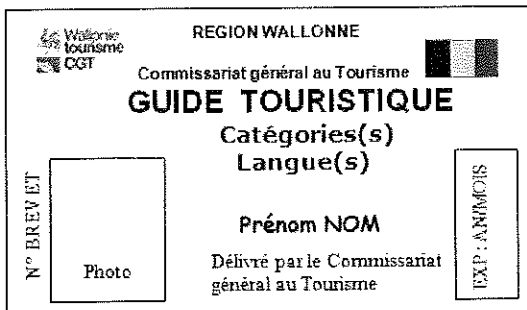 Wallonie
tourisme
CGT
REGION WALLONNE
Commissariat général au Tourisme
GUIDE TOURISTIQUE
Catégories(s)
Langue(s)
N° BREVET
Photo
Prénom NOM
Délivré par le Commissariat
général au Tourisme
EXP : AN/MOIS